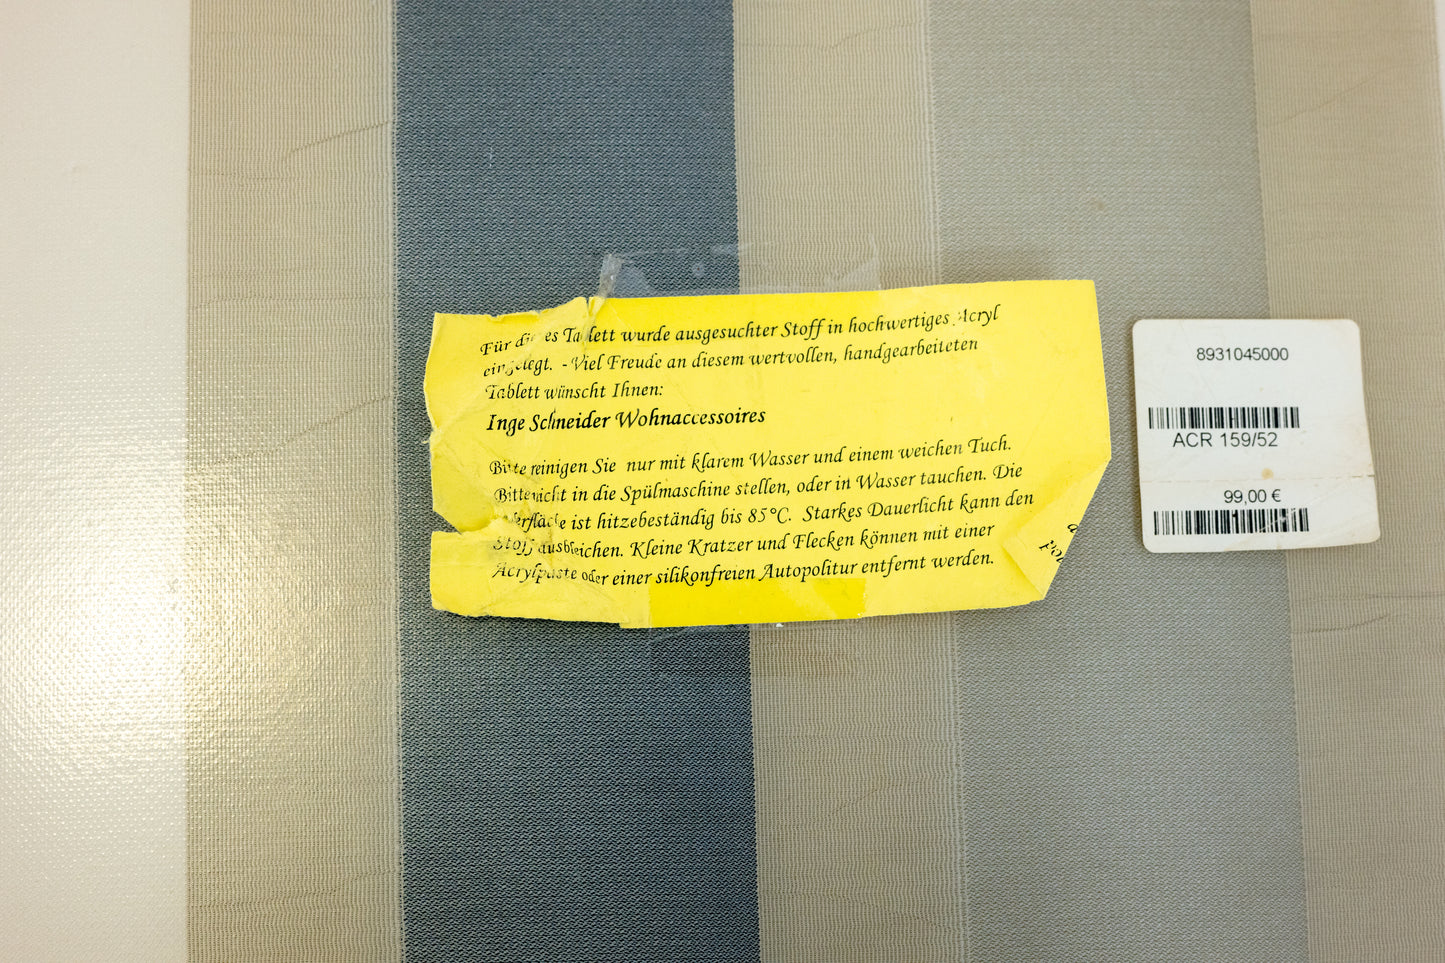 Für dieses Tablett wurde ausgesuchter Stoff in hochwertiges Acryl
eingelegt. - Viel Freude an diesem wertvollen, handgearbeiteten
Tablett wünscht Ihnen:
Inge Schneider Wohnaccessoires
Bitte reinigen Sie nur mit klarem Wasser und einem weichen Tuch.
Bitte nicht in die Spülmaschine stellen, oder in Wasser tauchen. Die
Oberfläche ist hitzebeständig bis 85°C. Starkes Dauerlicht kann den
Stoff ausbleichen. Kleine Kratzer und Flecken können mit einer
Acrylpaste oder einer silikonfreien Autopolitur entfernt werden.
8931045000
ACR 159/52
99,00 €